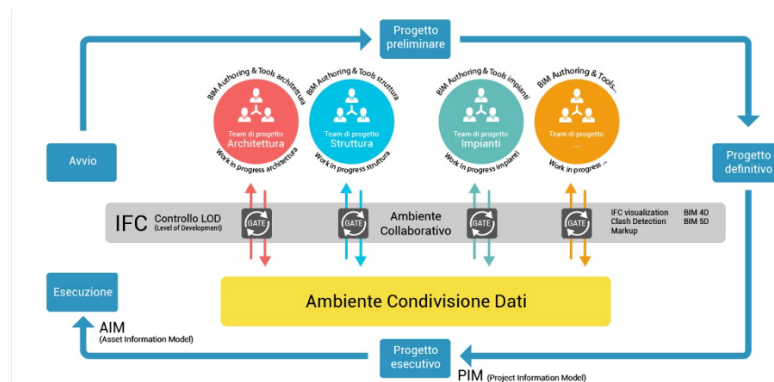 Progetto
preliminare
BIM Authoring & Tools architettura
Team di progetto
Architettura
Work in progress architettura
BIM Authoring & Tools struttura
Team di progetto
Struttura
Work in progress struttura
BIM Authoring & Tools impianti
Team di progetto
Impianti
Work in progress impianti
BIM Authoring & Tools...
Team di progetto
...
Work in progress ...
Avvio
Progetto
definitivo
IFC
Controllo LOD
(Level of Development)
GATE
GATE
Ambiente
Collaborativo
GATE
GATE
IFC visualization
Clash Detection
Markup
BIM 4D
BIM 5D
Esecuzione
Ambiente Condivisione Dati
AIM
(Asset Information Model)
Progetto
esecutivo
PIM (Project Information Model)